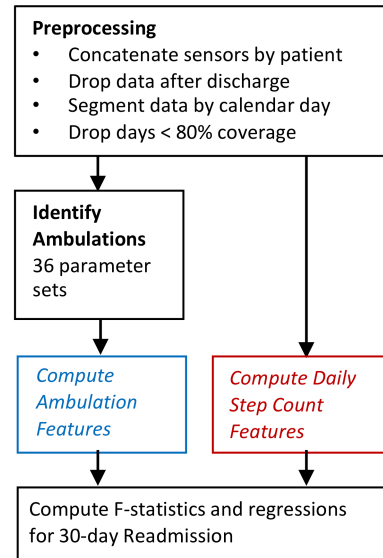 Preprocessing
• Concatenate sensors by patient
• Drop data after discharge
• Segment data by calendar day
• Drop days < 80% coverage
Identify
Ambulations
36 parameter
sets
Compute
Ambulation
Features
Compute Daily
Step Count
Features
Compute F-statistics and regressions
for 30-day Readmission